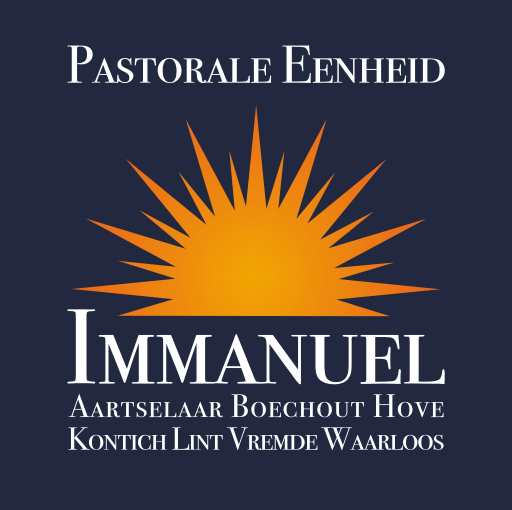 Pastorale Eenheid
Immanuel
Aartselaar Boechout Hove
Kontich Lint Vremde Waarloos